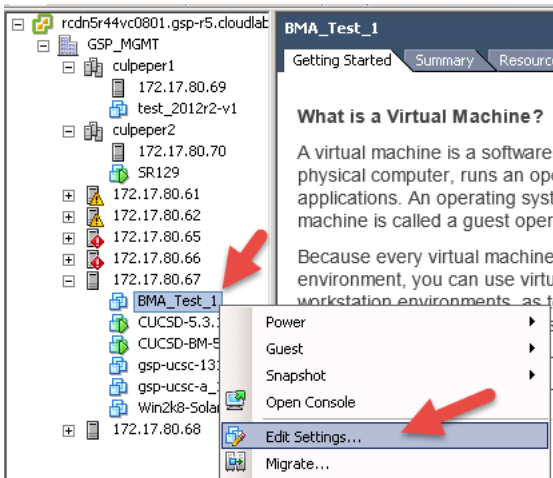 rcdn5r44vc0801.gsp-r5.cloudlab
GSP_MGMT
culpeper1
172.17.80.69
test_2012r2-v1
culpeper2
172.17.80.70
SR129
172.17.80.61
172.17.80.62
172.17.80.65
172.17.80.66
172.17.80.67
BMA_Test_1
CUCSD-5.3.
CUCSD-BM-5
gsp-ucsc-13
gsp-ucsc-a_
Win2k8-Solar
172.17.80.68
BMA_Test_1
Getting Started Summary Resourc
What is a Virtual Machine?
A virtual machine is a software
physical computer, runs an ope
applications. An operating syst
machine is called a guest oper
Because every virtual machine
environment, you can use virtu
workstation environments, as t
Power
Guest
Snapshot
Open Console
Edit Settings...
Migrate...